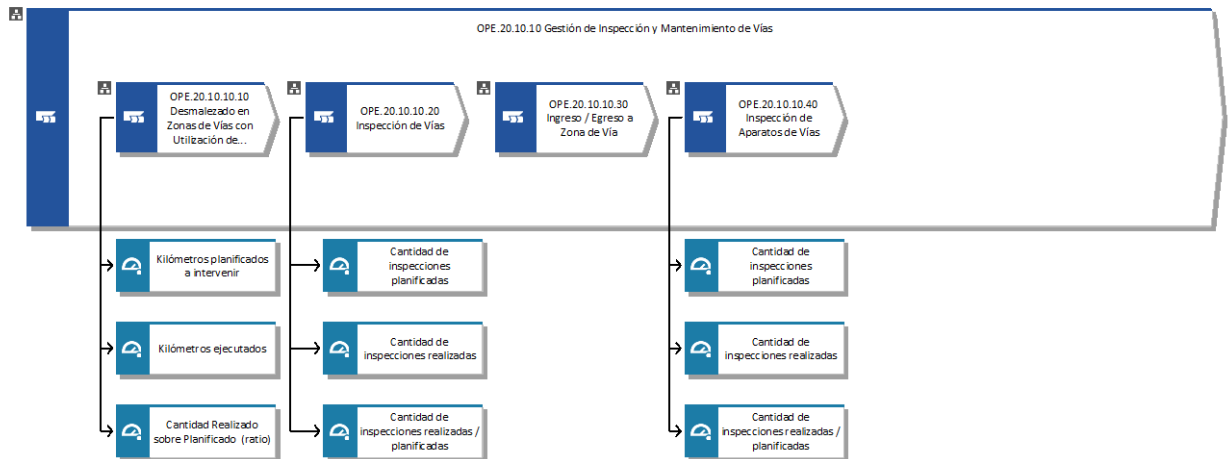 OPE.20.10.10 Gestión de Inspección y Mantenimiento de Vías
OPE.20.10.10.10
Desmalezado en
Zonas de Vías con
Utilización de...
OPE.20.10.10.20
Inspección de Vías
OPE.20.10.10.30
Ingreso / Egreso a
Zona de Vía
OPE.20.10.10.40
Inspección de
Aparatos de Vías
Kilómetros planificados
a intervenir
Cantidad de
inspecciones
planificadas
Cantidad de
inspecciones
planificadas
Kilómetros ejecutados
Cantidad de
inspecciones realizadas
Cantidad de
inspecciones realizadas
Cantidad Realizado
sobre Planificado (ratio)
Cantidad de
inspecciones realizadas /
planificadas
Cantidad de
inspecciones realizadas /
planificadas